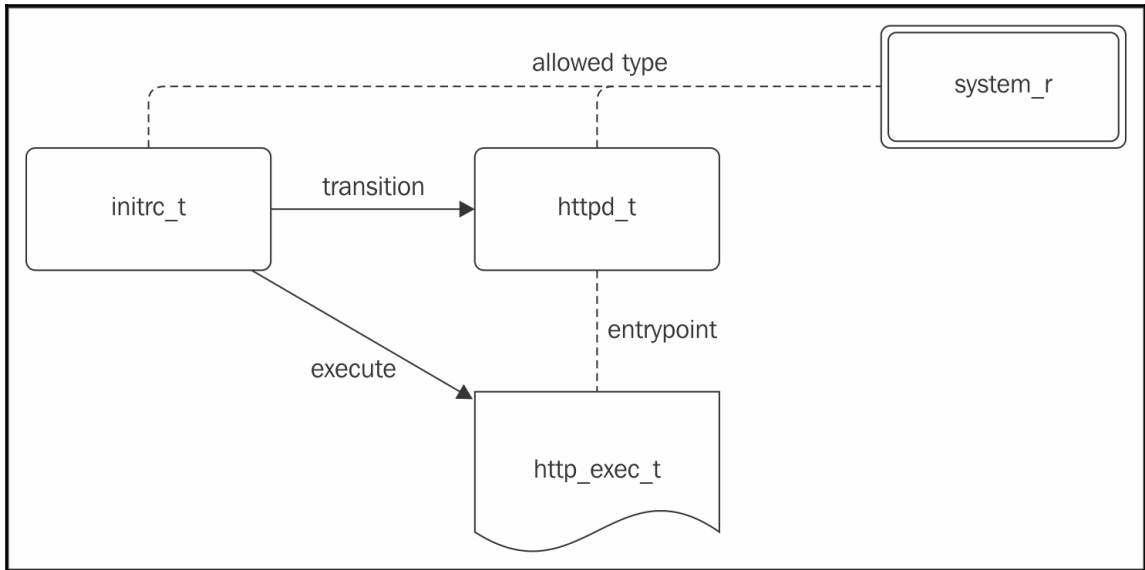 allowed type
system_r
initrc_t
transition
httpd_t
entrypoint
execute
http_exec_t